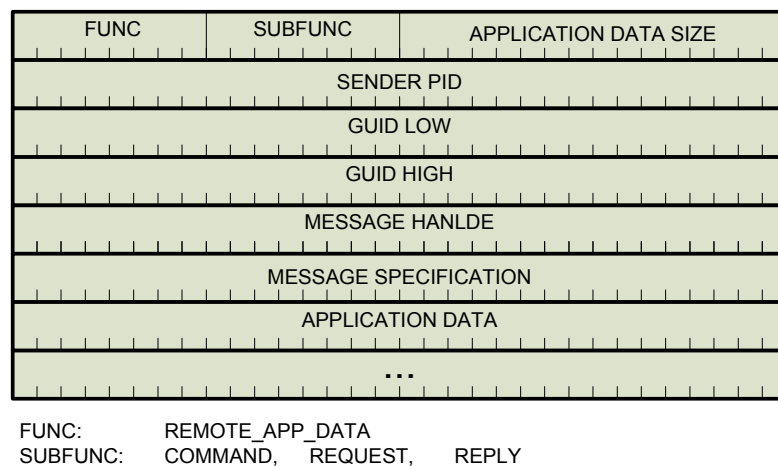 FUNC SUBFUNC APPLICATION DATA SIZE
SENDER PID
GUID LOW
GUID HIGH
MESSAGE HANLDE
MESSAGE SPECIFICATION
APPLICATION DATA
...
FUNC: REMOTE_APP_DATA
SUBFUNC: COMMAND, REQUEST, REPLY